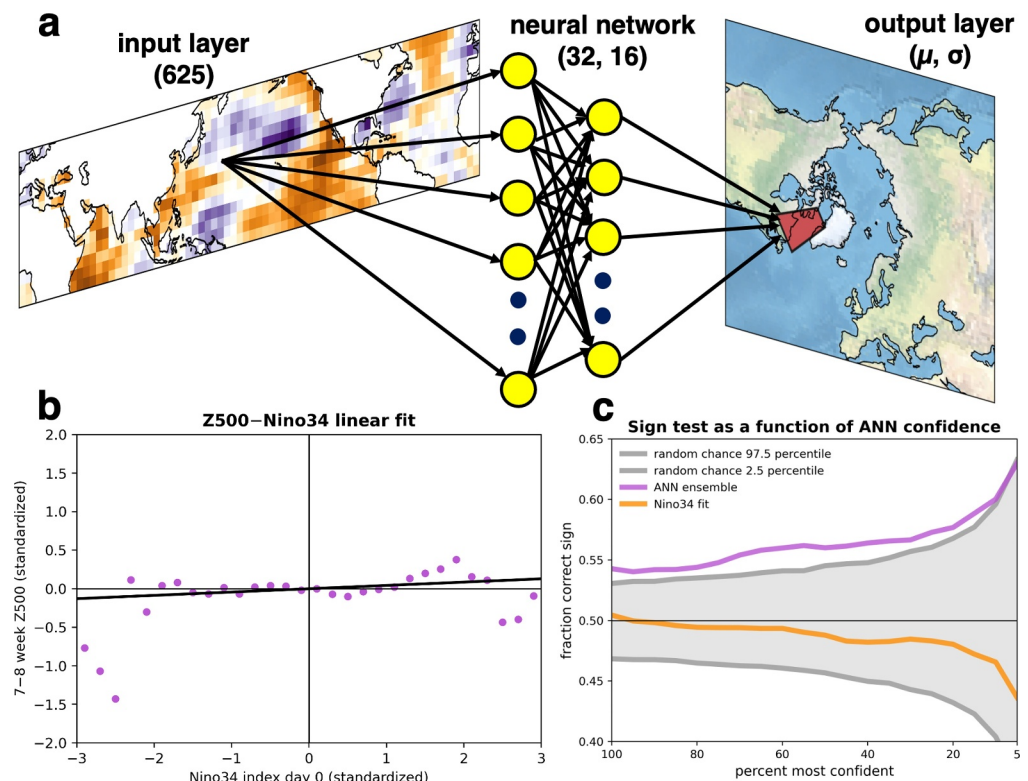 a
input layer
(625)
neural network
(32, 16)
output layer
(μ, σ)
b
Z500−Nino34 linear fit
2.0
1.5
1.0
0.5
0.0
−0.5
−1.0
−1.5
−2.0
7−8 week Z500 (standardized)
−3
−2
−1
0
1
2
3
Nino34 index day 0 (standardized)
c
Sign test as a function of ANN confidence
random chance 97.5 percentile
random chance 2.5 percentile
ANN ensemble
Nino34 fit
0.65
0.60
0.55
0.50
0.45
0.40
fraction correct sign
100
80
60
40
20
5
percent most confident